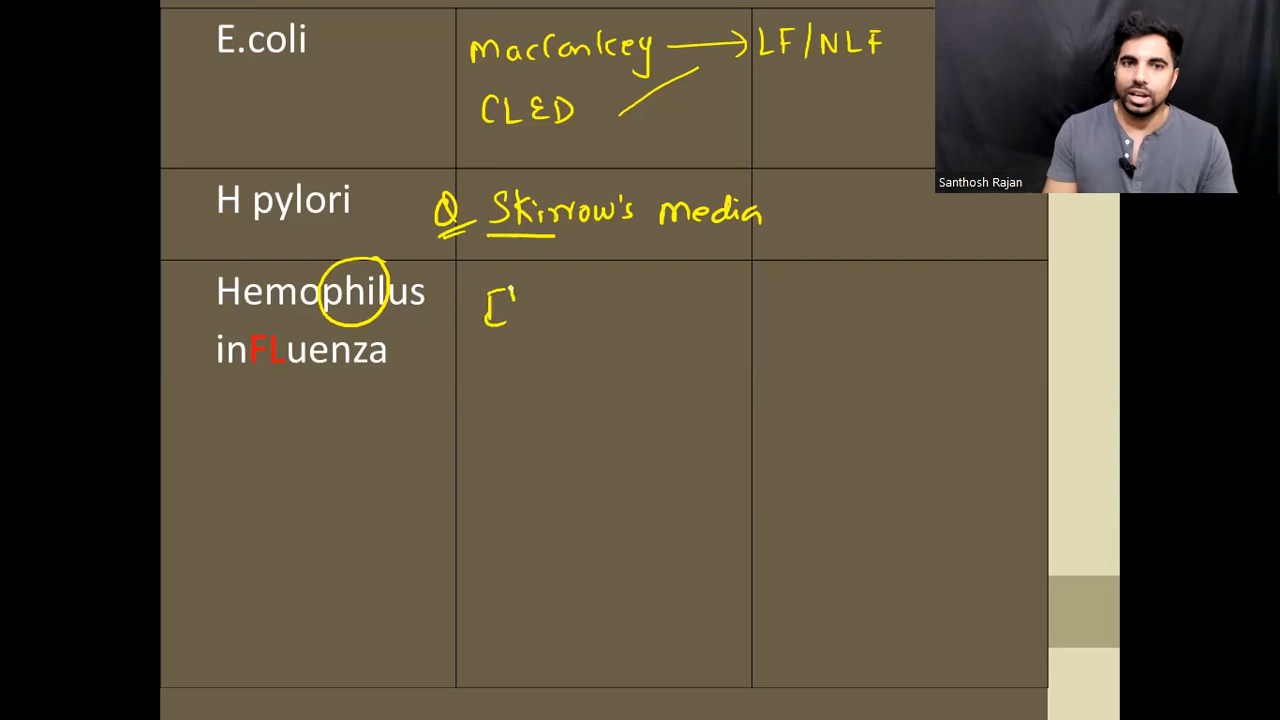 E.coli
MacConkey → LF/NLF
CLED
Santhosh Rajan
H pylori
Q Skirrow's media
Hemophilus
inFLuenza